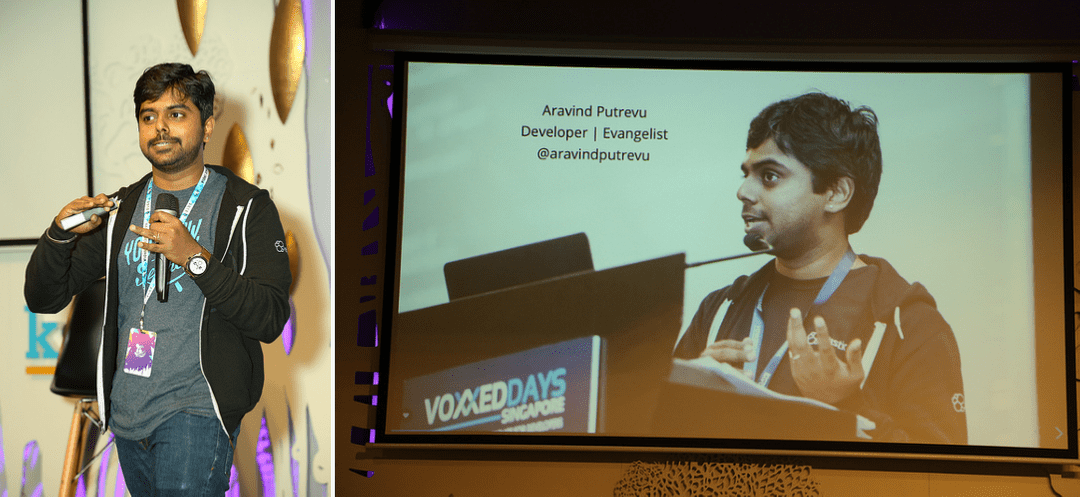 Aravind Putrevu
Developer | Evangelist
@aravindputrevu
VOXXEDDAYS
SINGAPORE
k